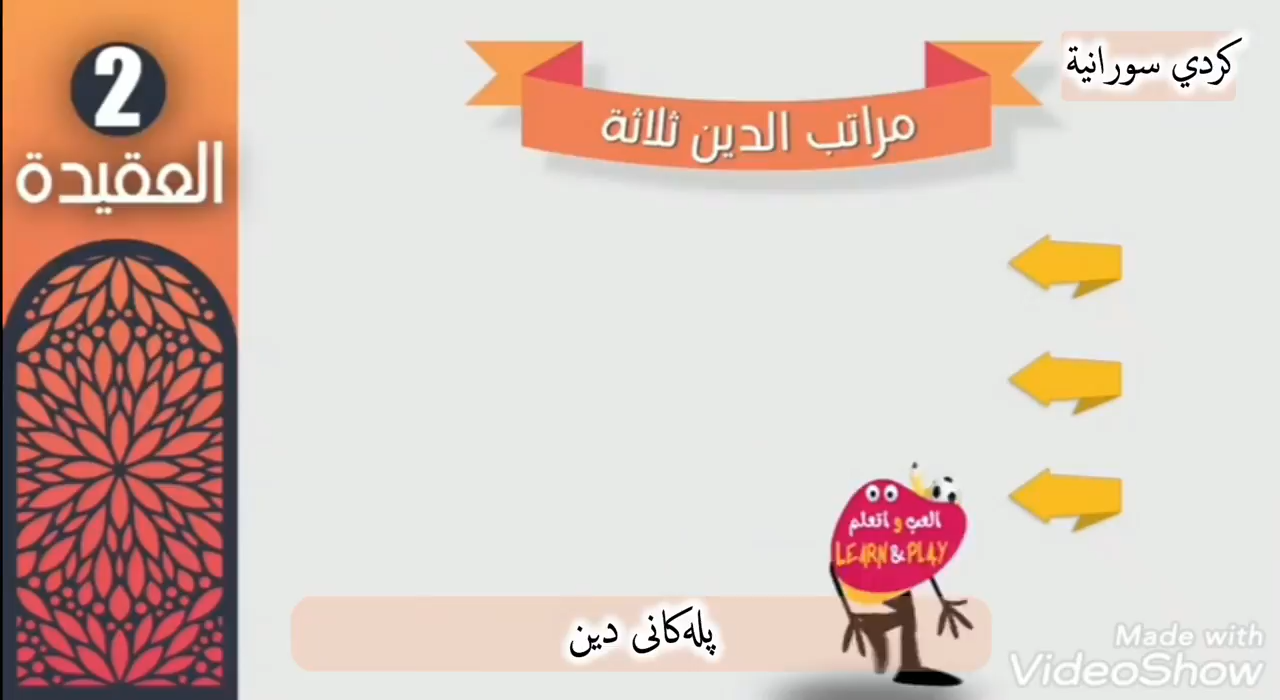 كردي سورانية
2
العقيدة
مراتب الدين ثلاثة
العب و اتعلم
LEARN & PLAY
پلەکانی دین
Made with
VideoShow